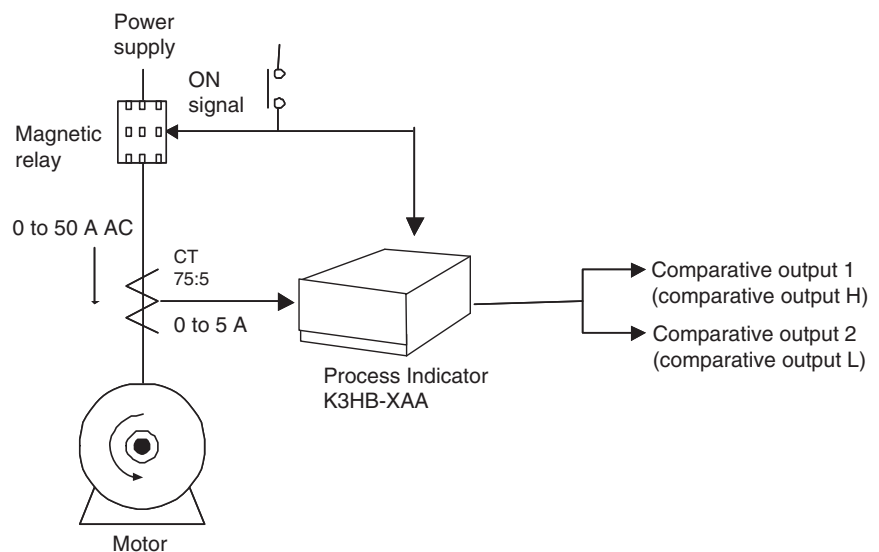 Power
supply
ON
signal
Magnetic
relay
0 to 50 A AC
CT
75:5
0 to 5 A
Comparative output 1
(comparative output H)
Comparative output 2
(comparative output L)
Process Indicator
K3HB-XAA
Motor